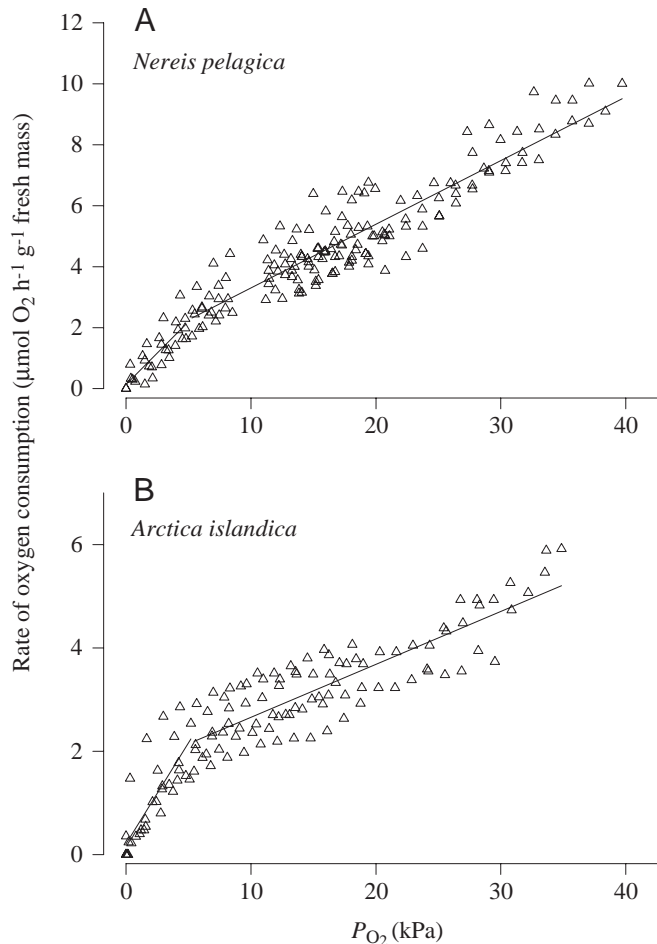 A
Nereis pelagica
12
10
8
6
4
2
0
0 10 20 30 40
Rate of oxygen consumption (µmol O₂ h⁻¹ g⁻¹ fresh mass)
B
Arctica islandica
6
4
2
0
0 10 20 30 40
P_O₂ (kPa)